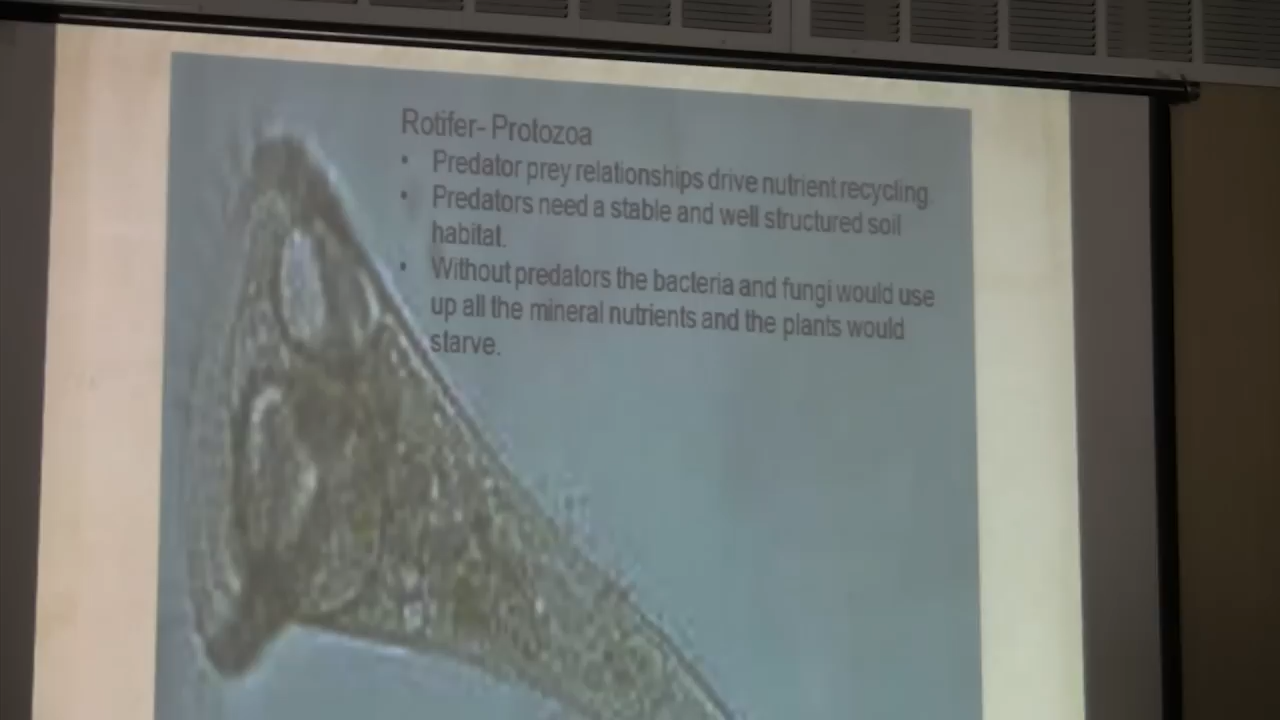 Rotifer- Protozoa
• Predator prey relationships drive nutrient recycling.
• Predators need a stable and well structured soil
habitat.
• Without predators the bacteria and fungi would use
up all the mineral nutrients and the plants would
starve.